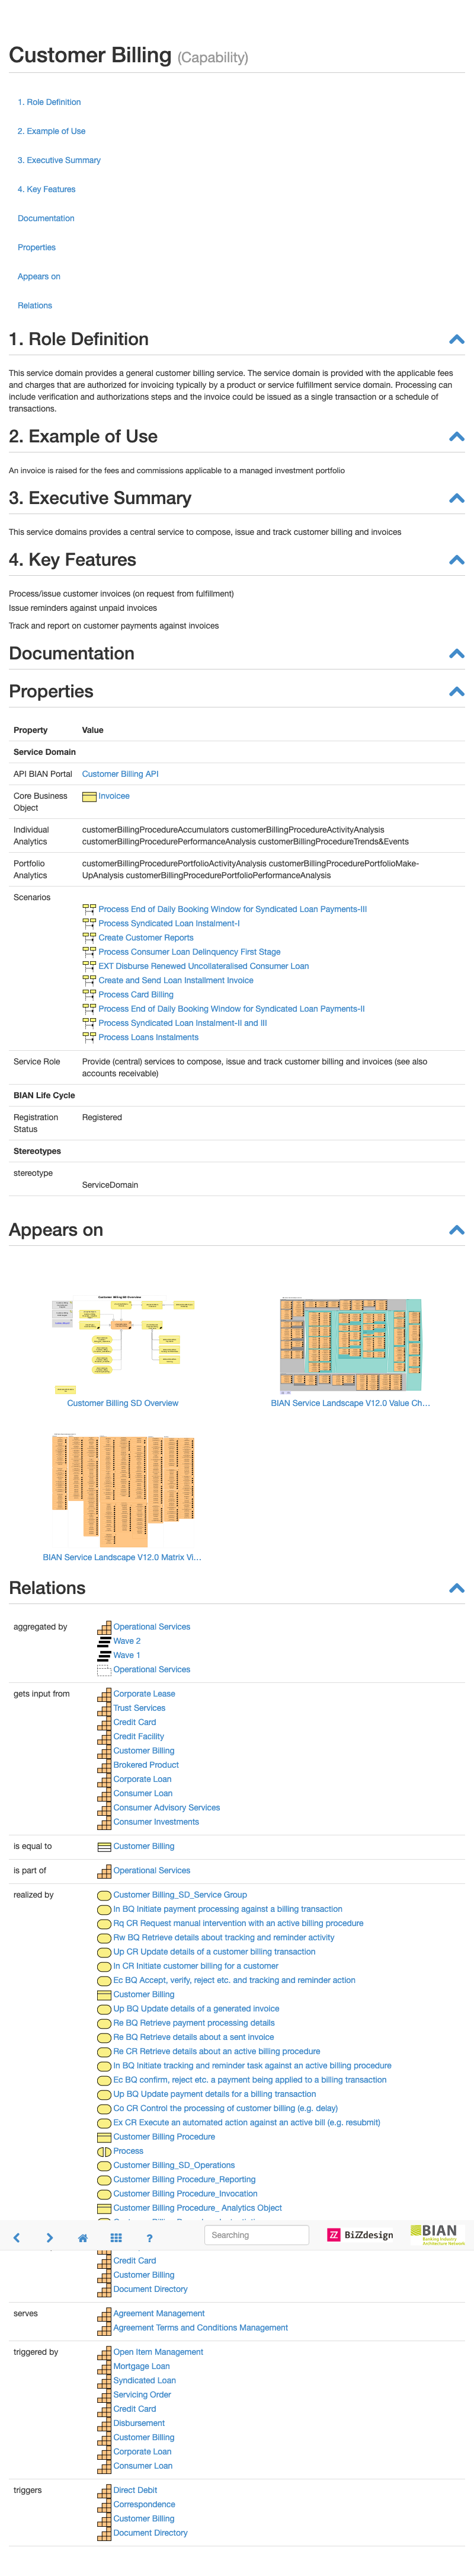 Customer Billing (Capability)
1. Role Definition
2. Example of Use
3. Executive Summary
4. Key Features
Documentation
Properties
Appears on
Relations
1. Role Definition
This service domain provides a general customer billing service. The service domain is provided with the applicable fees
and charges that are authorized for invoicing typically by a product or service fulfillment service domain. Processing can
include verification and authorizations steps and the invoice could be issued as a single transaction or a schedule of
transactions.
2. Example of Use
An invoice is raised for the fees and commissions applicable to a managed investment portfolio
3. Executive Summary
This service domains provides a central service to compose, issue and track customer billing and invoices
4. Key Features
Process/issue customer invoices (on request from fulfillment)
Issue reminders against unpaid invoices
Track and report on customer payments against invoices
Documentation
Properties
Property Value
Service Domain
API BIAN Portal Customer Billing API
Core Business Invoicee
Object
Individual customerBillingProcedureAccumulators customerBillingProcedureActivityAnalysis
Analytics customerBillingProcedurePerformanceAnalysis customerBillingProcedureTrends&Events
Portfolio customerBillingProcedurePortfolioActivityAnalysis customerBillingProcedurePortfolioMake-
Analytics UpAnalysis customerBillingProcedurePortfolioPerformanceAnalysis
Scenarios
Process End of Daily Booking Window for Syndicated Loan Payments-III
Process Syndicated Loan Instalment-I
Create Customer Reports
Process Consumer Loan Delinquency First Stage
EXT Disburse Renewed Uncollateralised Consumer Loan
Create and Send Loan Installment Invoice
Process Card Billing
Process End of Daily Booking Window for Syndicated Loan Payments-II
Process Syndicated Loan Instalment-II and III
Process Loans Instalments
Service Role Provide (central) services to compose, issue and track customer billing and invoices (see also
accounts receivable)
BIAN Life Cycle
Registration Registered
Status
Stereotypes
stereotype
ServiceDomain
Appears on
Customer Billing SD Overview
Customer Billing SD Overview
BIAN Service Landscape V12.0 Value Ch...
BIAN Service Landscape V12.0 Matrix Vi...
Relations
aggregated by Operational Services
Wave 2
Wave 1
Operational Services
gets input from Corporate Lease
Trust Services
Credit Card
Credit Facility
Customer Billing
Brokered Product
Corporate Loan
Consumer Loan
Consumer Advisory Services
Consumer Investments
is equal to Customer Billing
is part of Operational Services
realized by Customer Billing_SD_Service Group
In BQ Initiate payment processing against a billing transaction
Rq CR Request manual intervention with an active billing procedure
Rw BQ Retrieve details about tracking and reminder activity
Up CR Update details of a customer billing transaction
In CR Initiate customer billing for a customer
Ec BQ Accept, verify, reject etc. and tracking and reminder action
Customer Billing
Up BQ Update details of a generated invoice
Re BQ Retrieve payment processing details
Re BQ Retrieve details about a sent invoice
Re CR Retrieve details about an active billing procedure
In BQ Initiate tracking and reminder task against an active billing procedure
Ec BQ confirm, reject etc. a payment being applied to a billing transaction
Up BQ Update payment details for a billing transaction
Co CR Control the processing of customer billing (e.g. delay)
Ex CR Execute an automated action against an active bill (e.g. resubmit)
Customer Billing Procedure
Process
Customer Billing_SD_Operations
Customer Billing Procedure_Reporting
Customer Billing Procedure_Invocation
Customer Billing Procedure_ Analytics Object
? Searching BiZZdesign BIAN
Banking Industry
Architecture Network
Credit Card
Customer Billing
Document Directory
serves Agreement Management
Agreement Terms and Conditions Management
triggered by Open Item Management
Mortgage Loan
Syndicated Loan
Servicing Order
Credit Card
Disbursement
Customer Billing
Corporate Loan
Consumer Loan
triggers Direct Debit
Correspondence
Customer Billing
Document Directory